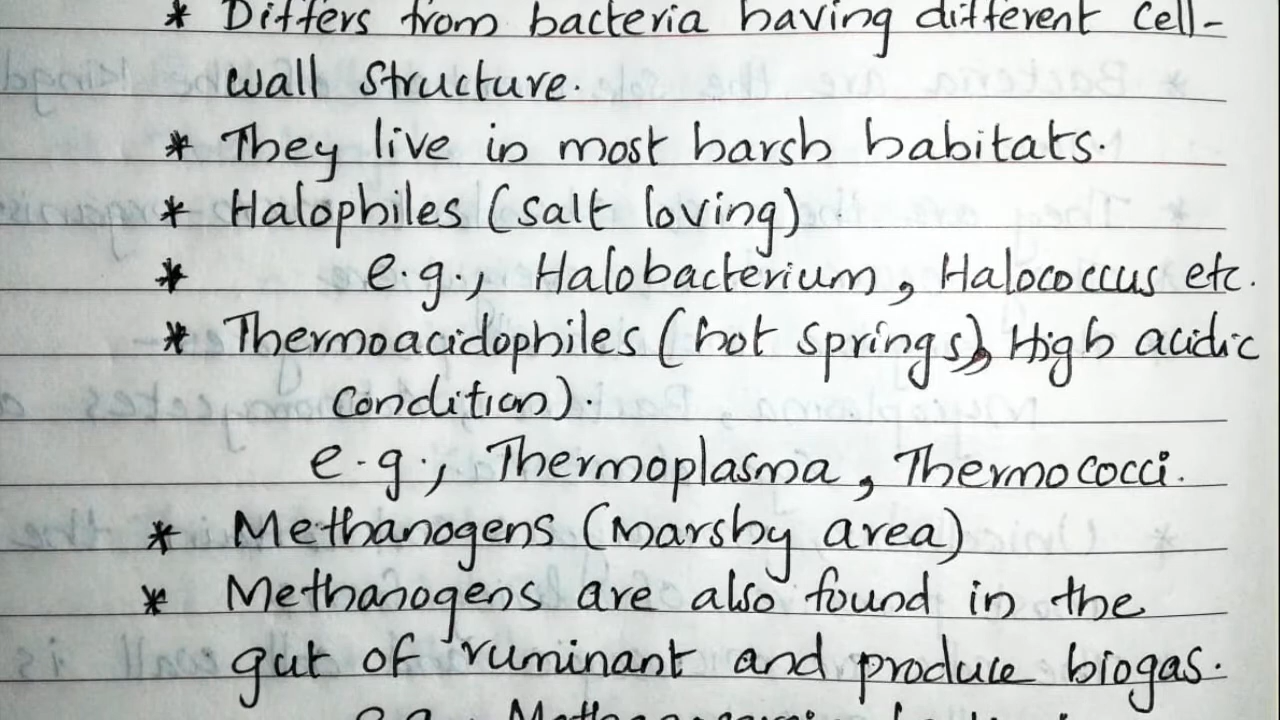 * Differs from bacteria having different cell-
wall structure.
* They live in most harsh habitats.
* Halophiles (salt loving)
* e.g., Halobacterium, Halococcus etc.
* Thermoacidophiles (hot springs), High acidic
condition).
e.g., Thermoplasma, Thermococci.
* Methanogens (Marshy area)
* Methanogens are also found in the
gut of ruminant and produce biogas.